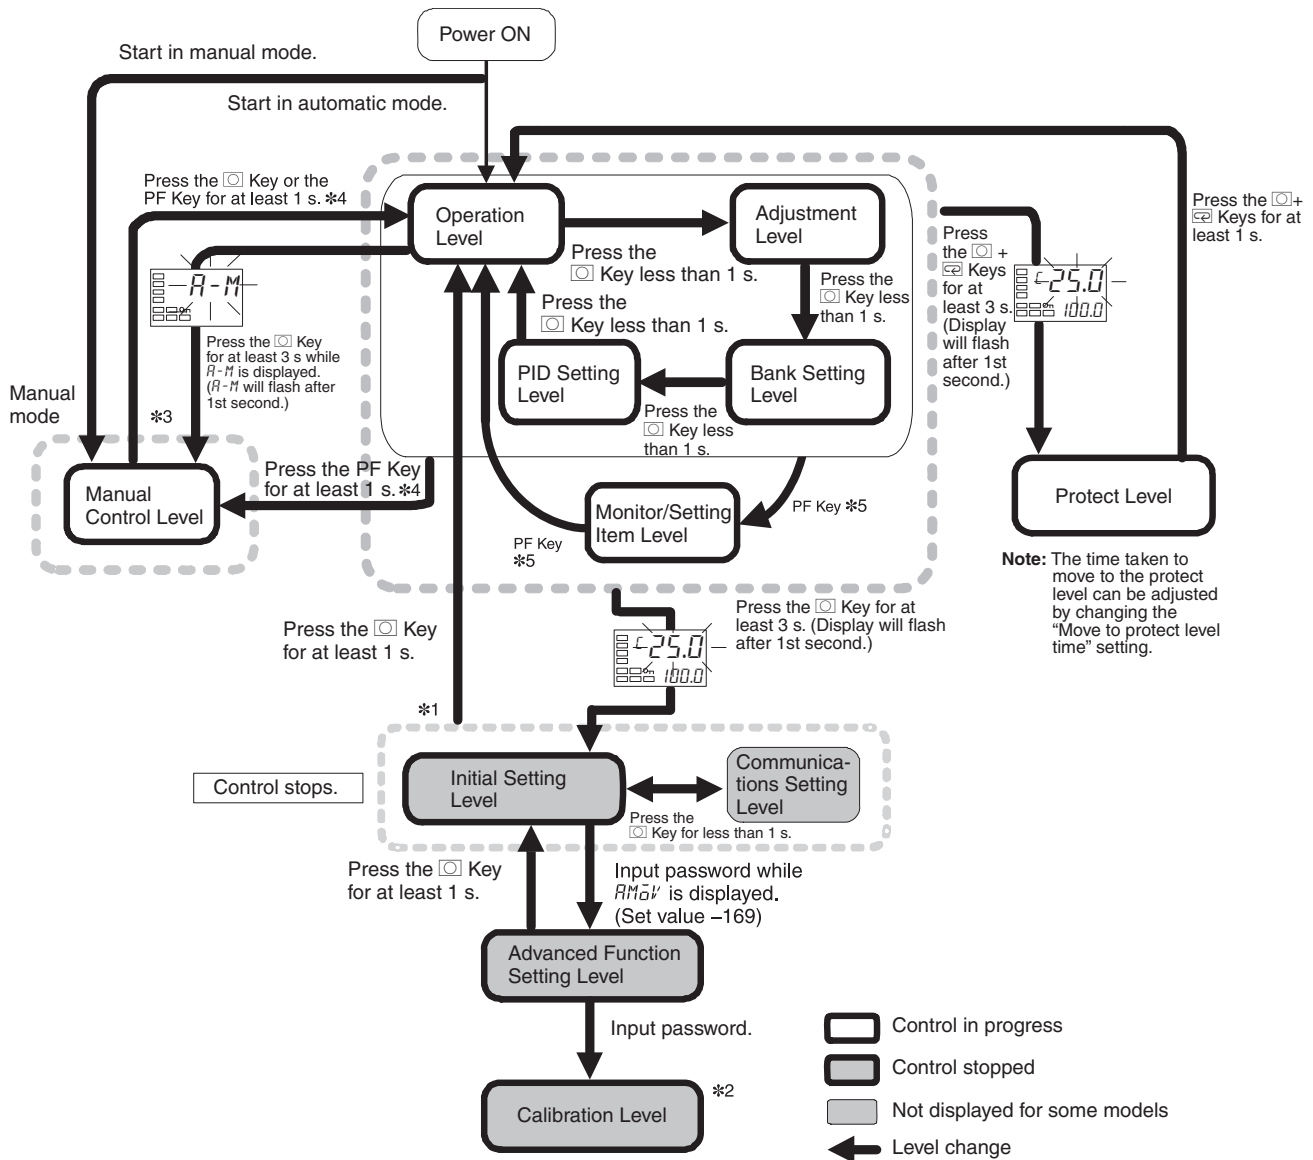 Power ON
Start in manual mode.
Start in automatic mode.
Press the Key or the
PF Key for at least 1 s. *4
Operation
Level
Adjustment
Level
Press the
Key less than 1 s.
Press the
Key less
than 1 s.
Press the
Key less than 1 s.
PID Setting
Level
Bank Setting
Level
Press the
Key less
than 1 s.
A-M
Press the Key
for at least 3 s while
A-M is displayed.
(A-M will flash after
1st second.)
Manual
mode
*3
Manual
Control Level
Press the PF Key
for at least 1 s. *4
Monitor/Setting
Item Level
PF Key *5
PF Key
*5
Press
the +
Keys
for at
least 3 s.
(Display
will flash
after 1st
second.)
C 25.0
100.0
Press the +
Keys for at
least 1 s.
Protect Level
Note: The time taken to
move to the protect
level can be adjusted
by changing the
“Move to protect level
time” setting.
Press the Key
for at least 1 s.
*1
C 25.0
100.0
Press the Key for at
least 3 s. (Display will flash
after 1st second.)
Control stops.
Initial Setting
Level
Communica-
tions Setting
Level
Press the
Key for less than 1 s.
Press the Key
for at least 1 s.
Input password while
AMOV is displayed.
(Set value –169)
Advanced Function
Setting Level
Input password.
Calibration Level
*2
Control in progress
Control stopped
Not displayed for some models
Level change